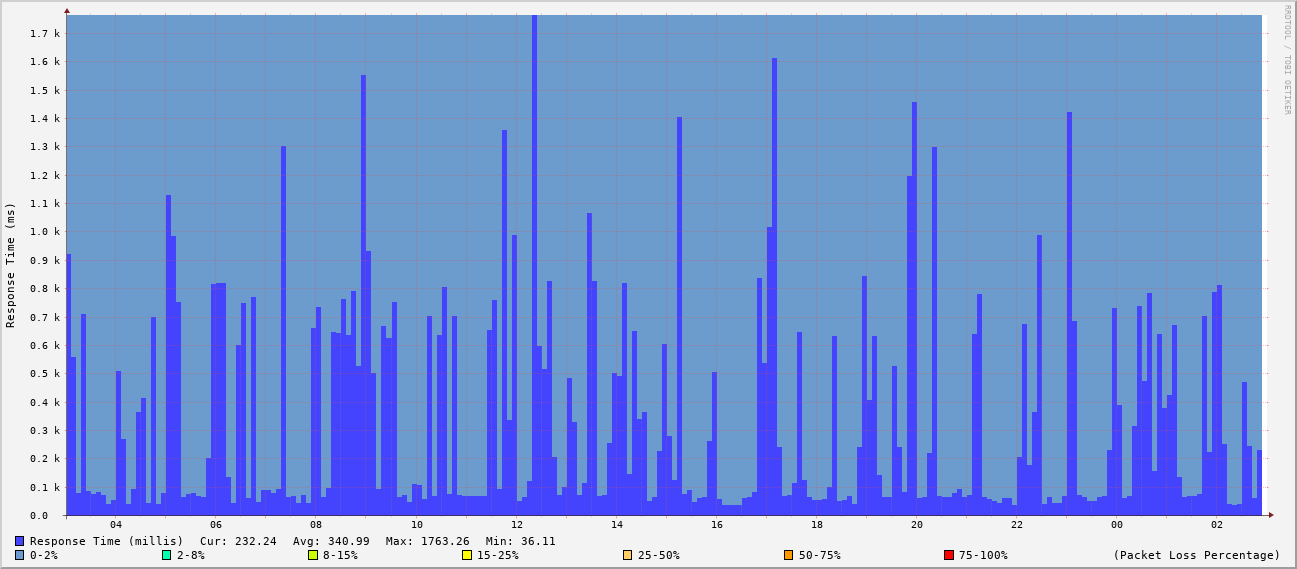 RRDTOOL / TOBI OETIKER
Response Time (ms)
1.7 k
1.6 k
1.5 k
1.4 k
1.3 k
1.2 k
1.1 k
1.0 k
0.9 k
0.8 k
0.7 k
0.6 k
0.5 k
0.4 k
0.3 k
0.2 k
0.1 k
0.0
04 06 08 10 12 14 16 18 20 22 00 02
Response Time (millis) Cur: 232.24 Avg: 340.99 Max: 1763.26 Min: 36.11
0-2% 2-8% 8-15% 15-25% 25-50% 50-75% 75-100% (Packet Loss Percentage)